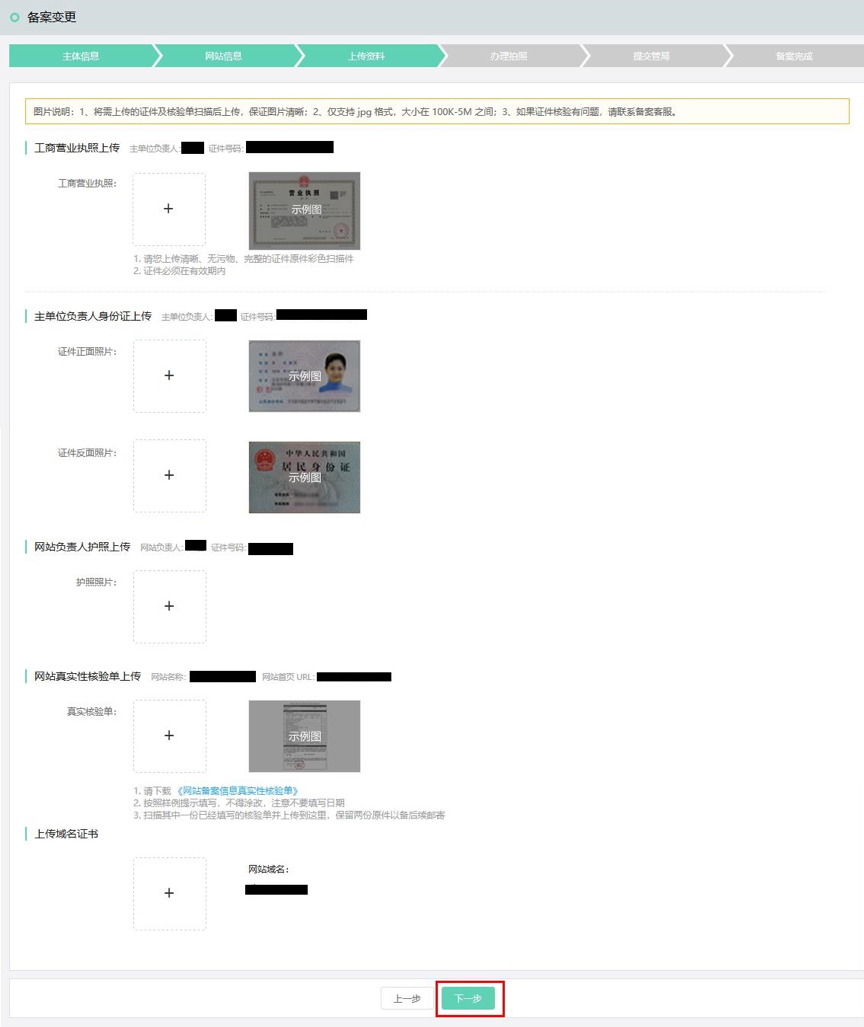 备案变更
主体信息 网站信息 上传资料 办理拍照 提交管局 备案完成
图片说明：1、将需上传的证件及核验单扫描后上传，保证图片清晰；2、仅支持 jpg 格式，大小在 100K-5M 之间；3、如果证件核验有问题，请联系备案客服。
工商营业执照上传 主单位负责人: 证件号码:
工商营业执照：
+
营业执照
示例图
1. 请您上传清晰、无污物、完整的证件原件彩色扫描件
2. 证件必须在有效期内
主单位负责人身份证上传 主单位负责人: 证件号码:
证件正面照片：
+
示例图
证件反面照片：
+
中华人民共和国
居民身份证
示例图
网站负责人护照上传 网站负责人: 证件号码:
护照照片：
+
网站真实性核验单上传 网站名称: 网站首页 URL:
真实核验单：
+
示例图
1. 请下载 《网站备案信息真实性核验单》
2. 按照样例提示填写，不得涂改，注意不要填写日期
3. 扫描其中一份已经填写的核验单并上传到这里，保留两份原件以备后续邮寄
上传域名证书
+
网站域名：
上一步 下一步